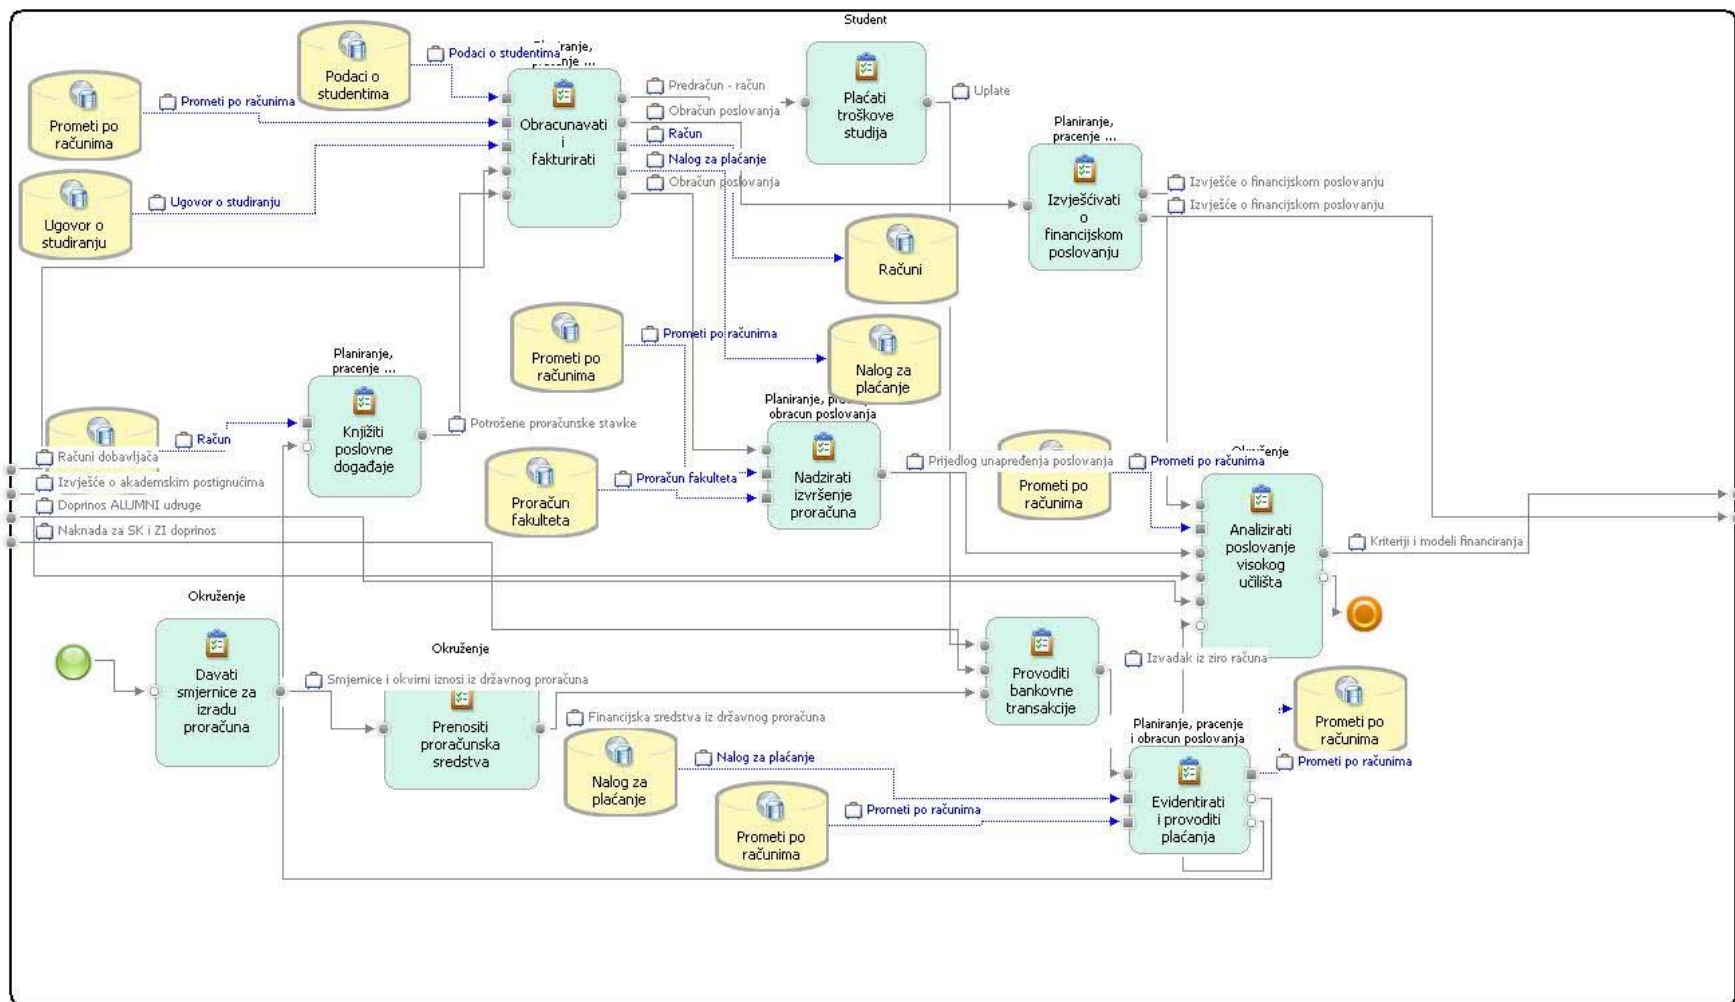 Student
Podaci o studentima
Podaci o
studentima
pracenje ...
Prometi po računima
Prometi po
računima
Ugovor o studiranju
Ugovor o
studiranju
Obracunavati
i
fakturirati
Predračun - račun
Obračun poslovanja
Račun
Nalog za plaćanje
Obračun poslovanja
Plaćati
troškove
studija
Uplate
Planiranje,
pracenje ...
Izvješćivati
o
financijskom
poslovanju
Izvješće o financijskom poslovanju
Izvješće o financijskom poslovanju
Računi
Nalog za
plaćanje
Prometi po računima
Prometi po
računima
Planiranje,
pracenje ...
Knjižiti
poslovne
događaje
Račun
Potrošene proračunske stavke
Računi dobavljača
Izvješće o akademskim postignućima
Doprinos ALUMNI udruge
Naknada za SK i ZI doprinos
Proračun fakulteta
Proračun
fakulteta
obracun poslovanja
Nadzirati
izvršenje
proračuna
Prijedlog unapređenja poslovanja
Prometi po računima
Prometi po
računima
Okruženje
Analizirati
poslovanje
visokog
učilišta
Kriteriji i modeli financiranja
Okruženje
Davati
smjernice za
izradu
proračuna
Smjernice i okvirni iznosi iz državnog proračuna
Okruženje
Prenositi
proračunska
sredstva
Financijska sredstva iz državnog proračuna
Provoditi
bankovne
transakcije
Izvadak iz ziro računa
Nalog za plaćanje
Nalog za
plaćanje
Prometi po računima
Prometi po
računima
Planiranje, pracenje
i obracun poslovanja
Evidentirati
i provoditi
plaćanja
Prometi po
računima
Prometi po računima